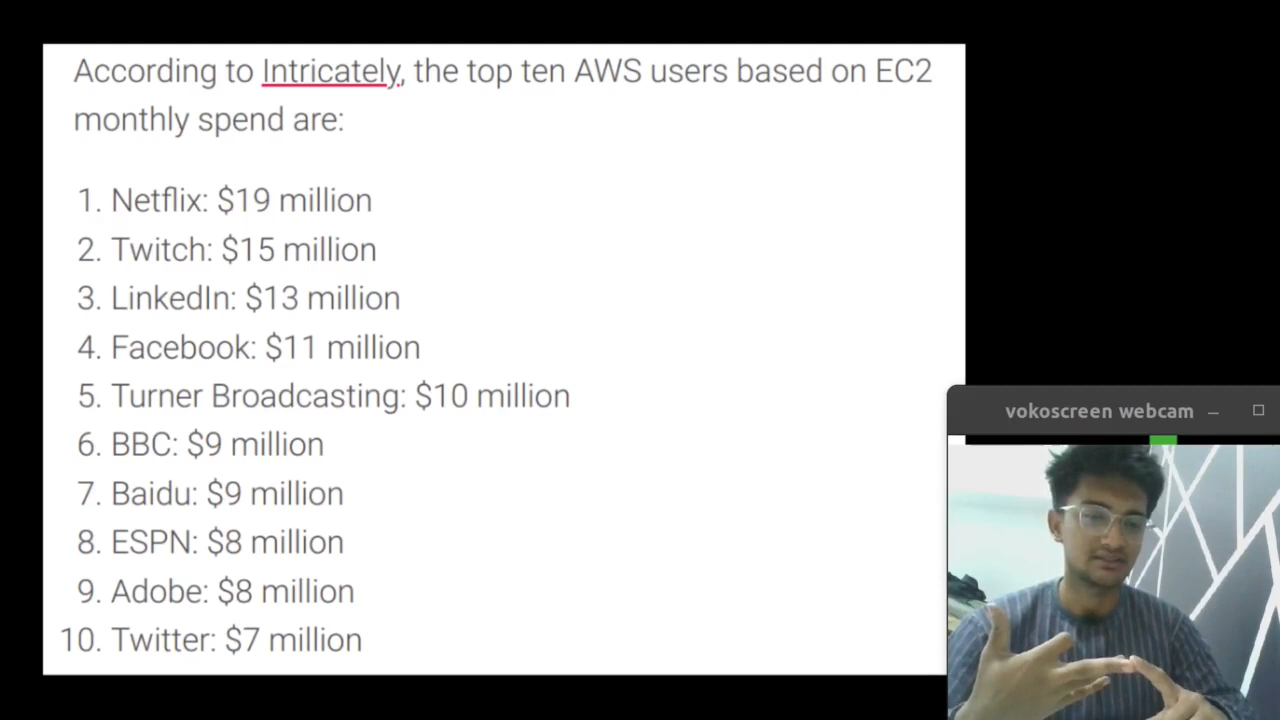 According to Intricately, the top ten AWS users based on EC2
monthly spend are:
1. Netflix: $19 million
2. Twitch: $15 million
3. LinkedIn: $13 million
4. Facebook: $11 million
5. Turner Broadcasting: $10 million
6. BBC: $9 million
7. Baidu: $9 million
8. ESPN: $8 million
9. Adobe: $8 million
10. Twitter: $7 million
vokoscreen webcam